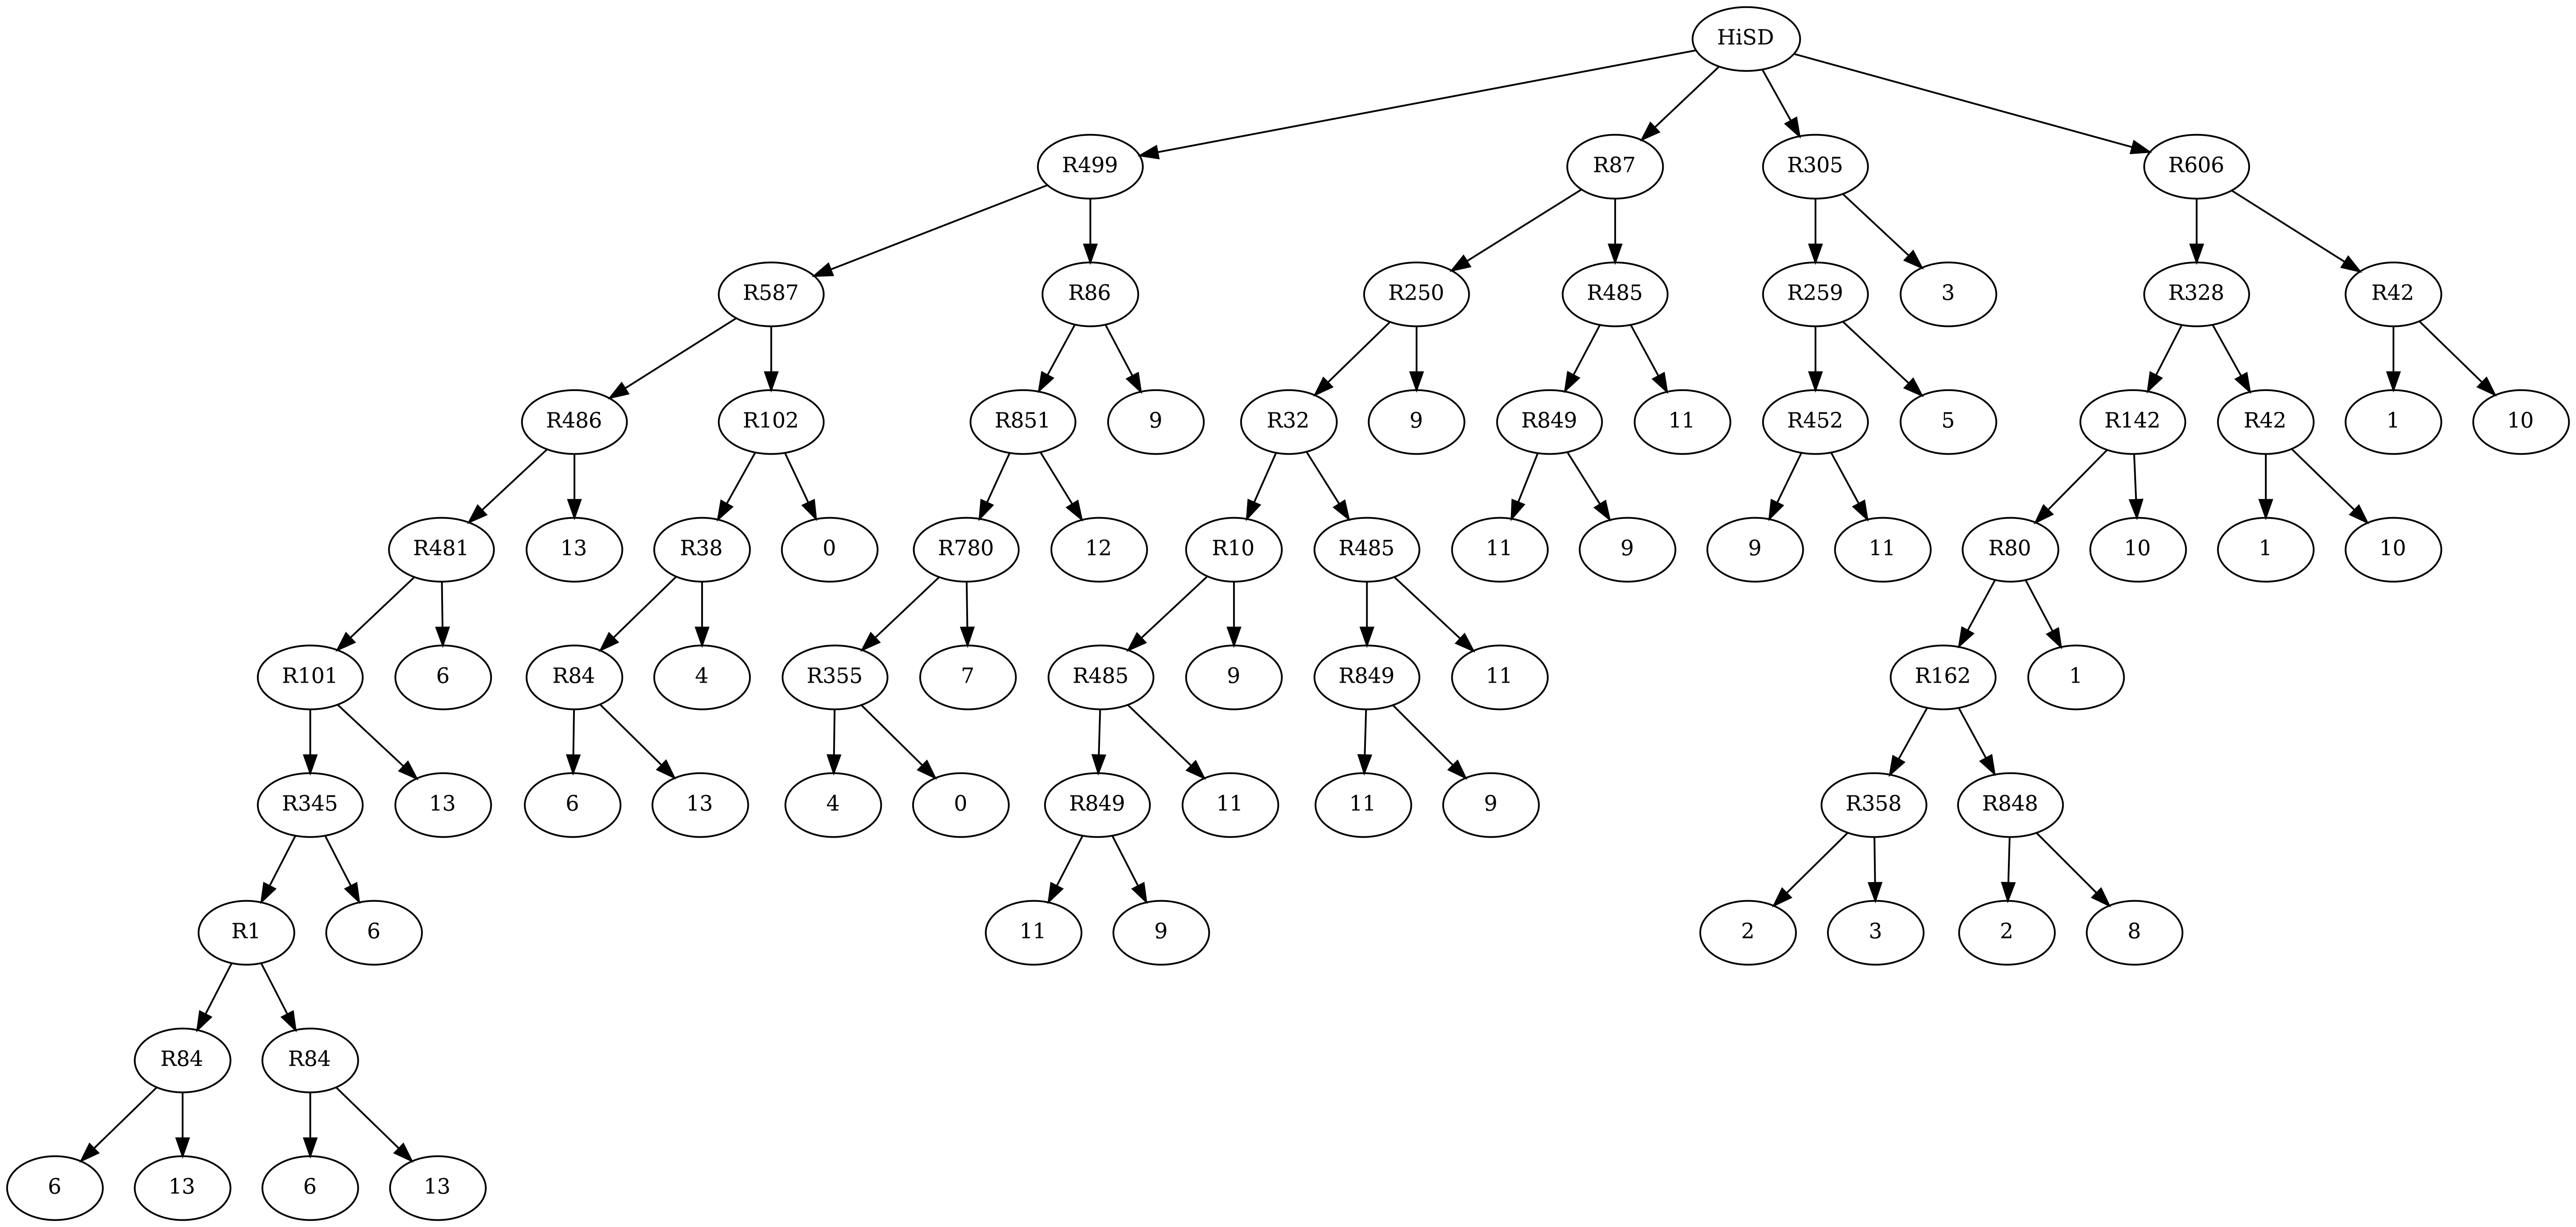 HiSD
R499 R87 R305 R606
R587 R86 R250 R485 R259 3 R328 R42
R486 R102 R851 9 R32 9 R849 11 R452 5 R142 R42 1 10
R481 13 R38 0 R780 12 R10 R485 11 9 9 11 R80 10 1 10
R101 6 R84 4 R355 7 R485 9 R849 11 R162 1
R345 13 6 13 4 0 R849 11 11 9 R358 R848
R1 6 11 9 2 3 2 8
R84 R84
6 13 6 13